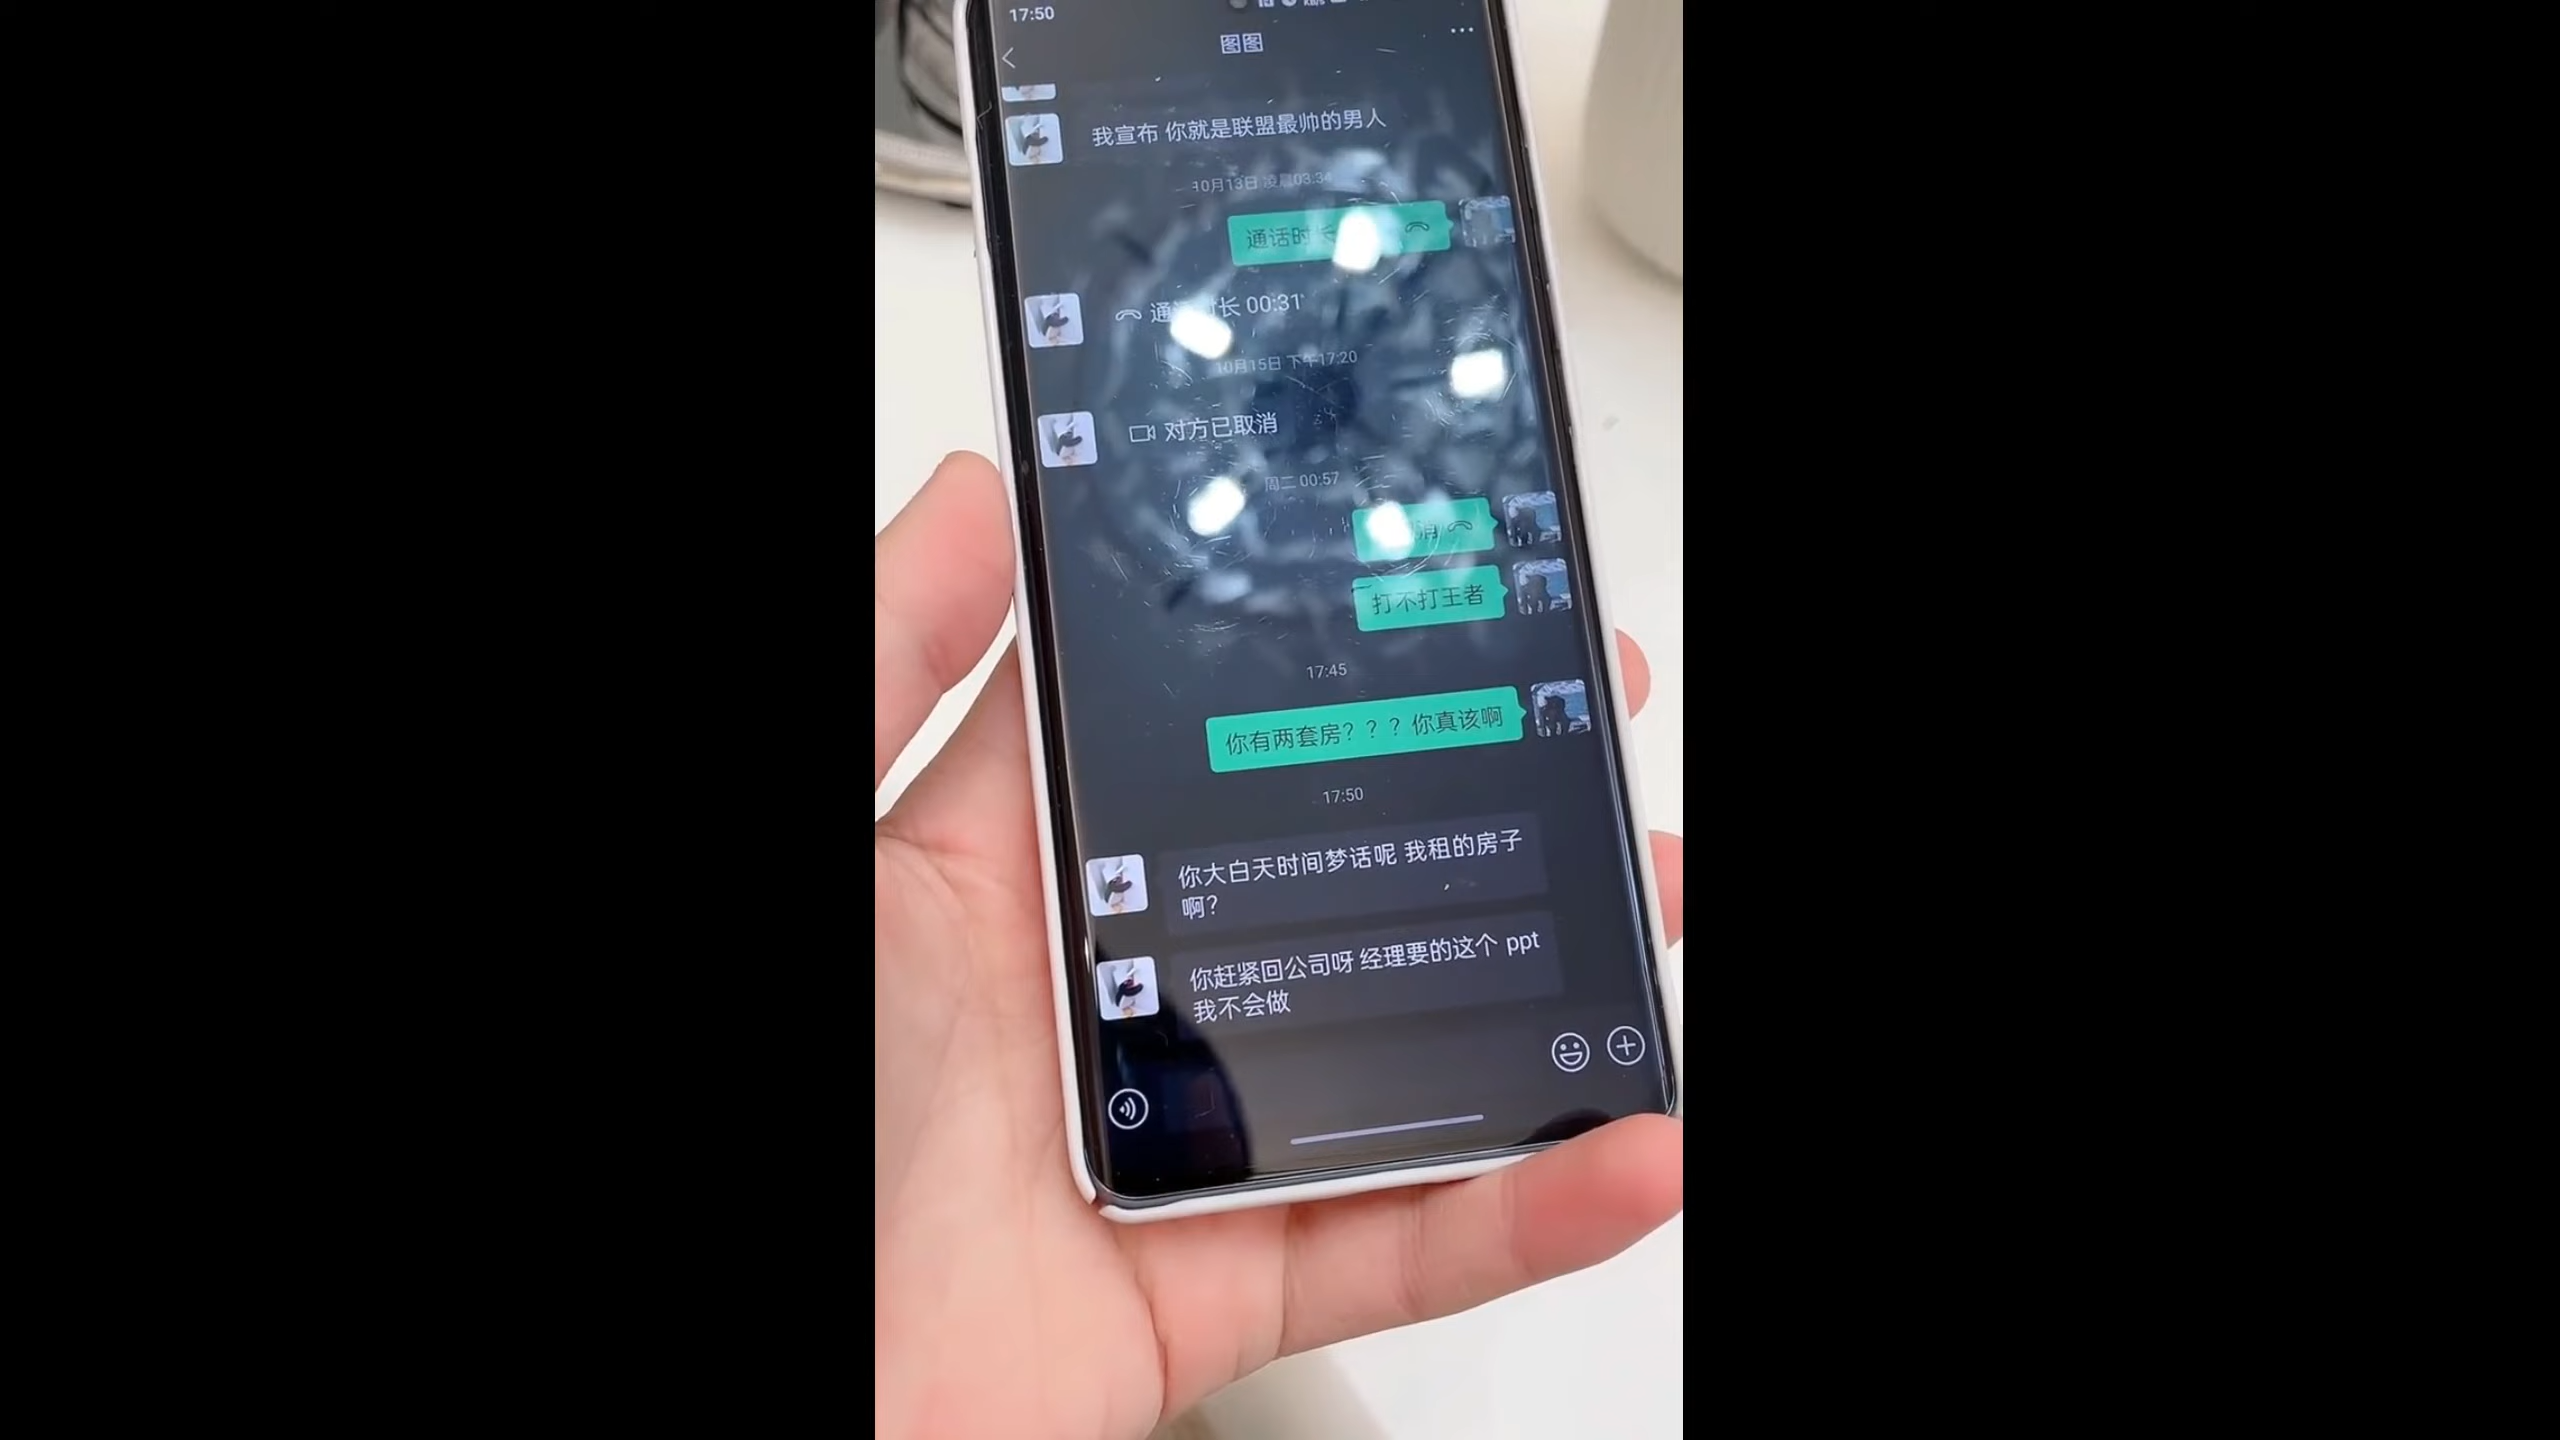 17:50
图图
我宣布 你就是联盟最帅的男人
10月13日 凌晨03:34
通话时长
通话时长 00:31
10月15日 下午17:20
对方已取消
周二 00:57
消
打不打王者
17:45
你有两套房？？？你真该啊
17:50
你大白天时间梦话呢 我租的房子
啊？
你赶紧回公司呀 经理要的这个 ppt
我不会做